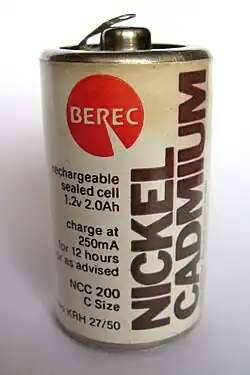 BEREC
rechargeable
sealed cell
1.2v 2.0Ah
charge at
250mA
for 12 hours
or as advised
NCC 200
C Size
KRH 27/50
NICKEL
CADMIUM